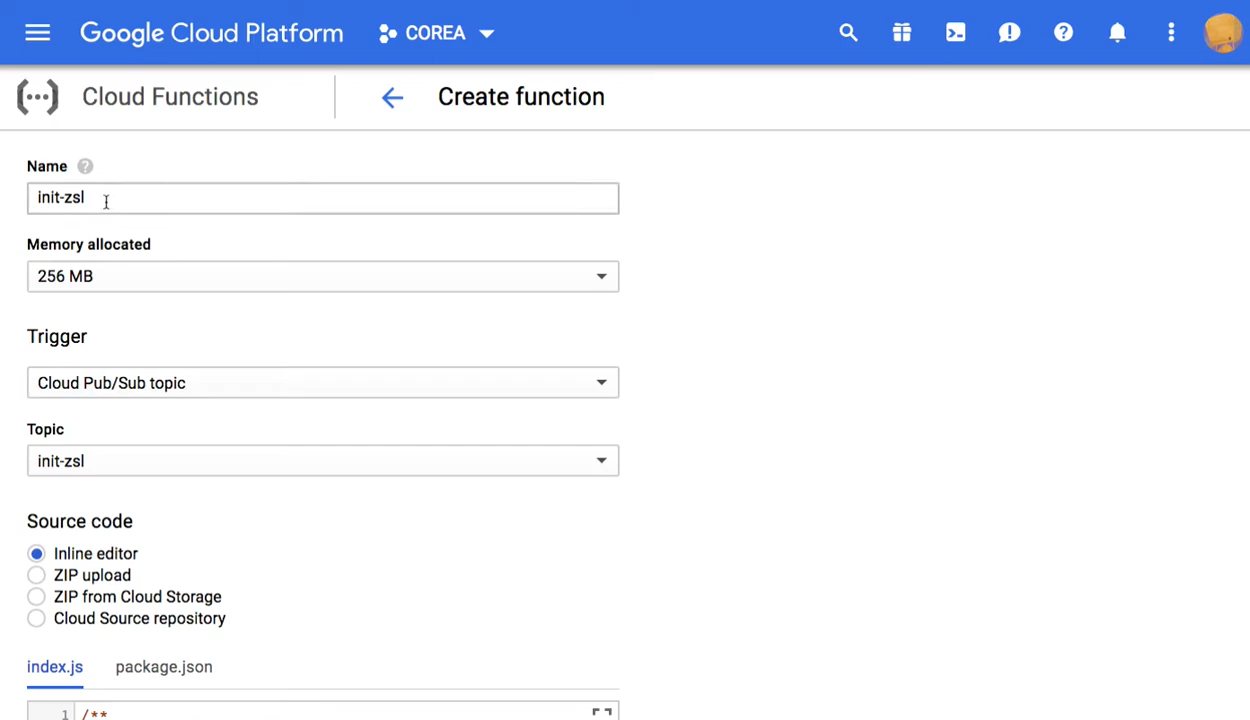 Google Cloud Platform COREA
Cloud Functions Create function
Name
init-zsl
Memory allocated
256 MB
Trigger
Cloud Pub/Sub topic
Topic
init-zsl
Source code
Inline editor
ZIP upload
ZIP from Cloud Storage
Cloud Source repository
index.js package.json
1 /**